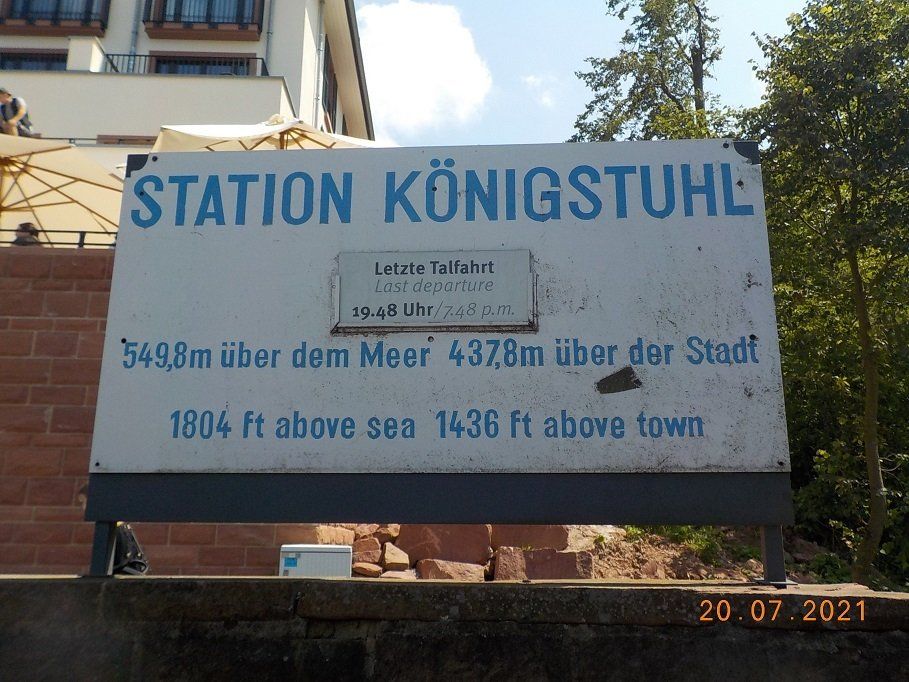 STATION KÖNIGSTUHL
Letzte Talfahrt
Last departure
19.48 Uhr/7.48 p.m.
549,8m über dem Meer 437,8m über der Stadt
1804 ft above sea 1436 ft above town
20.07.2021